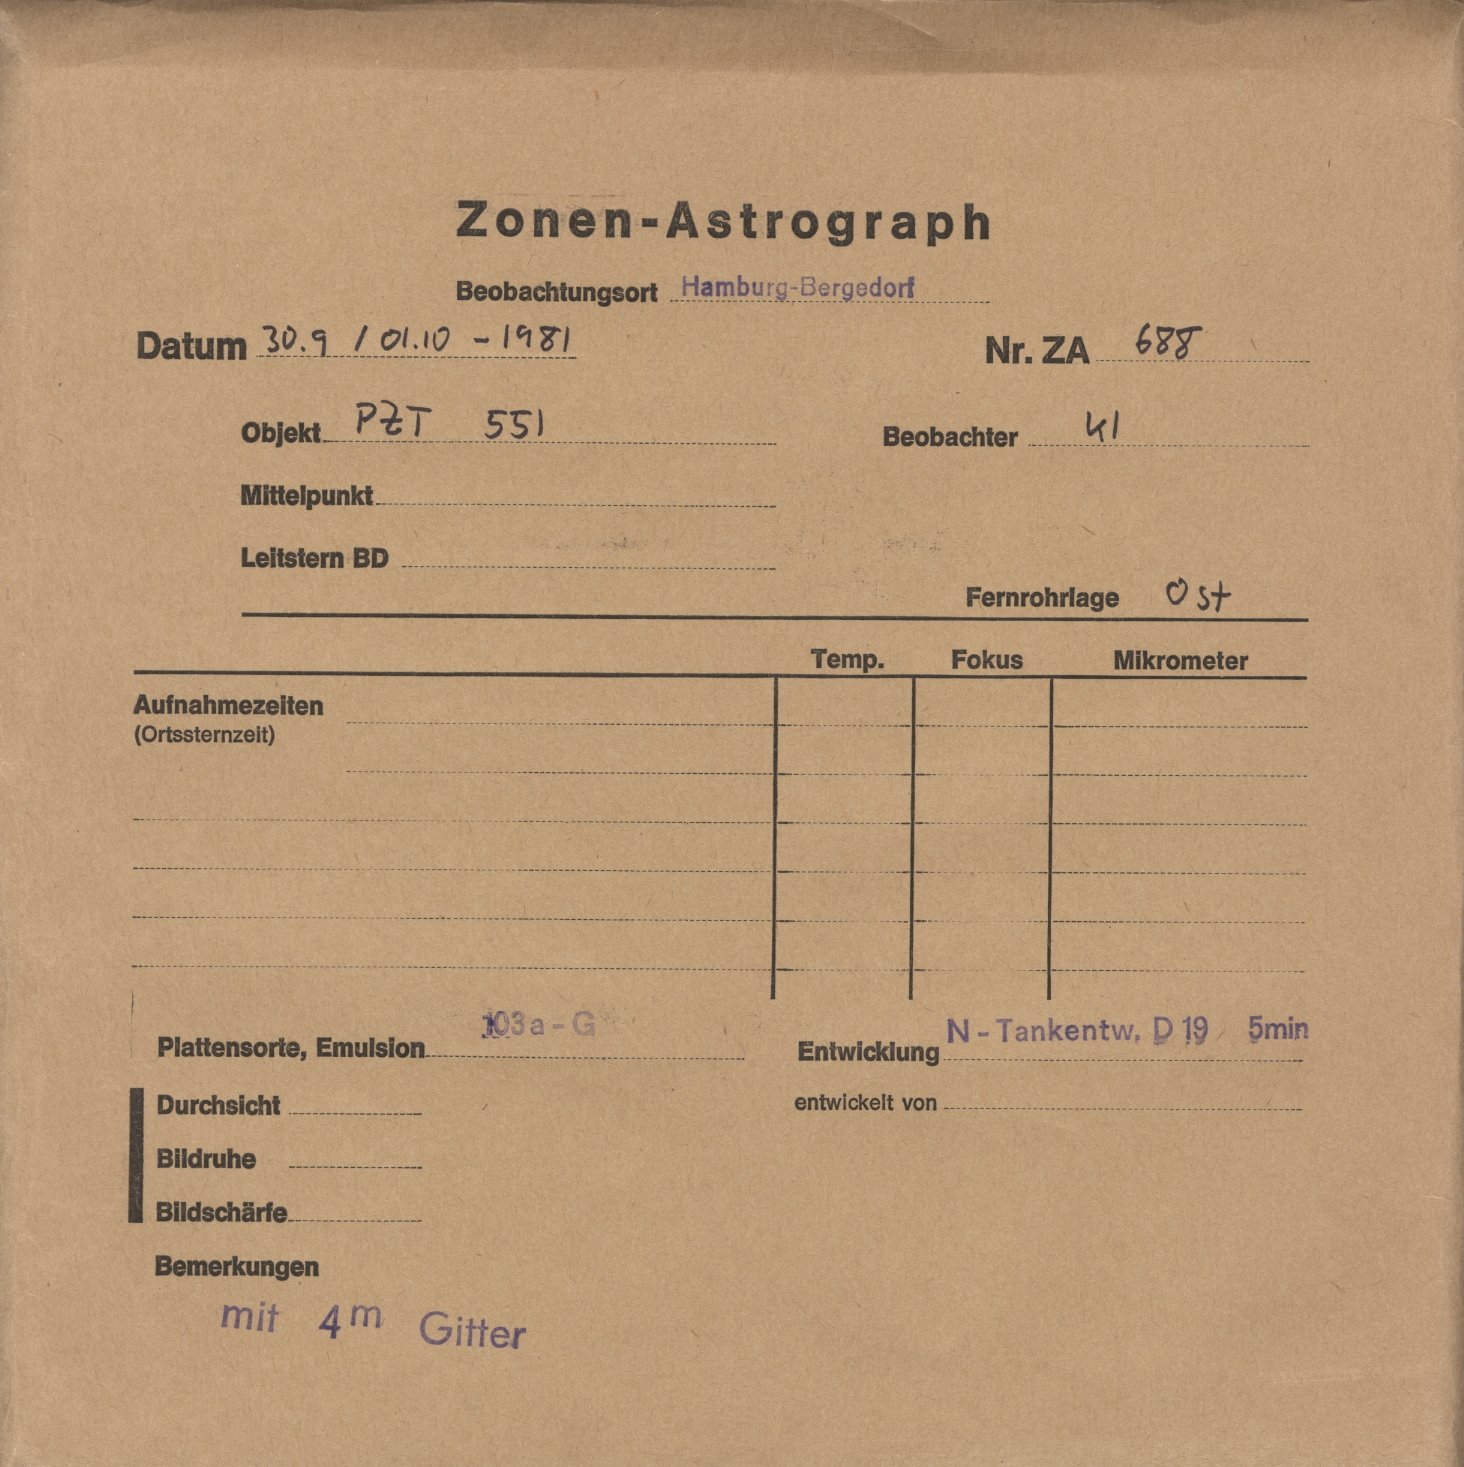 Zonen-Astrograph
Beobachtungsort Hamburg-Bergedorf
Datum 30.9 / 01.10 - 1981 Nr. ZA 688
Objekt PZT 551 Beobachter Kl
Mittelpunkt
Leitstern BD
Fernrohrlage Ost
Temp. Fokus Mikrometer
Aufnahmezeiten
(Ortssternzeit)
Plattensorte, Emulsion 103a-G Entwicklung N-Tankentw. D 19 5min
Durchsicht entwickelt von
Bildruhe
Bildschärfe
Bemerkungen
mit 4m Gitter